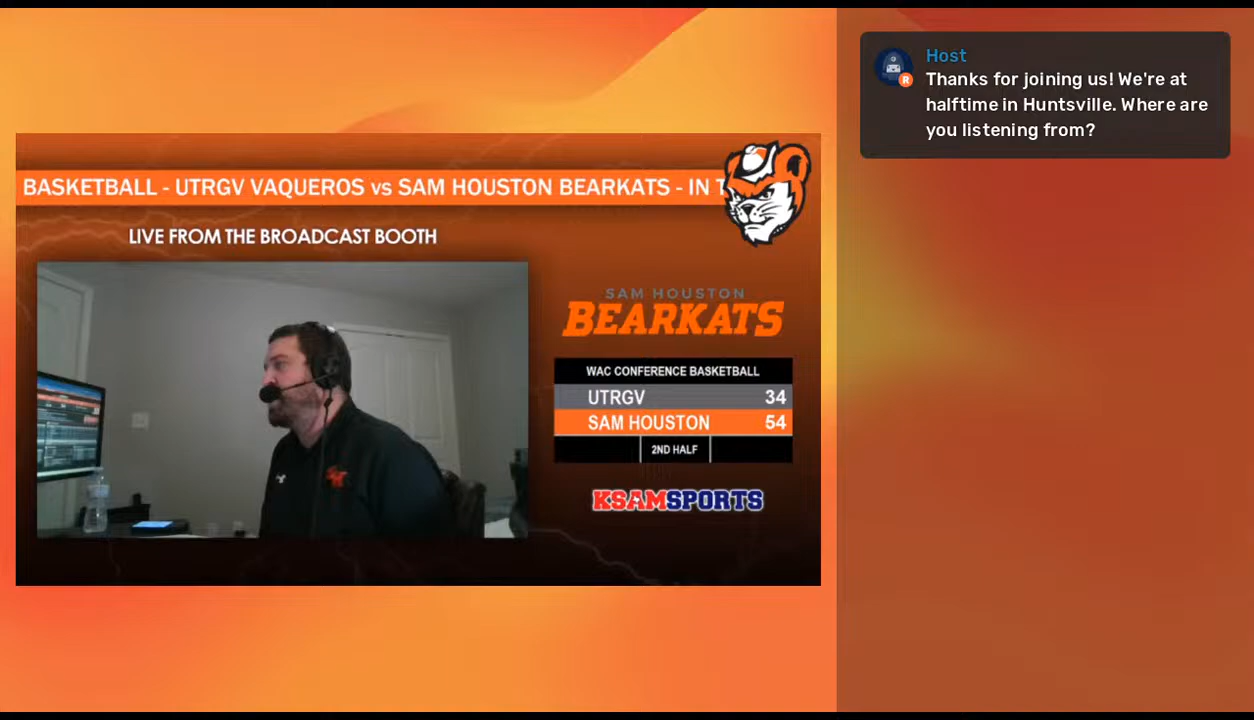 BASKETBALL - UTRGV VAQUEROS vs SAM HOUSTON BEARKATS - IN T
LIVE FROM THE BROADCAST BOOTH
SAM HOUSTON
BEARKATS
WAC CONFERENCE BASKETBALL
UTRGV 34
SAM HOUSTON 54
2ND HALF
KSAMSPORTS
Host
R
Thanks for joining us! We're at
halftime in Huntsville. Where are
you listening from?